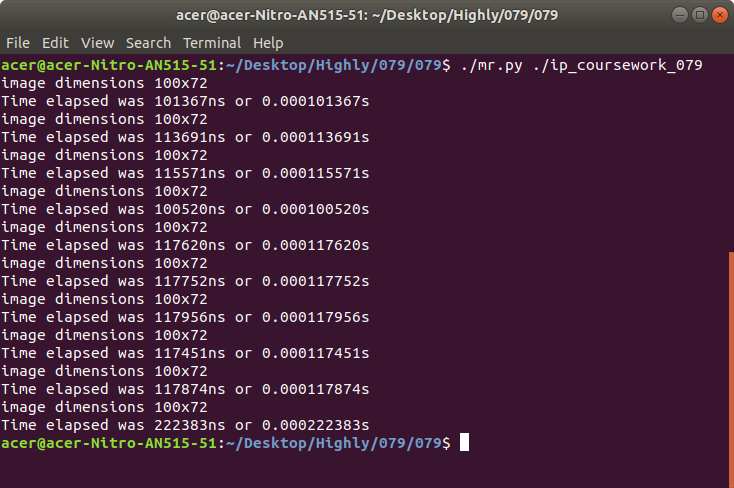 acer@acer-Nitro-AN515-51: ~/Desktop/Highly/079/079
File Edit View Search Terminal Help
acer@acer-Nitro-AN515-51:~/Desktop/Highly/079/079$ ./mr.py ./ip_coursework_079
image dimensions 100x72
Time elapsed was 101367ns or 0.000101367s
image dimensions 100x72
Time elapsed was 113691ns or 0.000113691s
image dimensions 100x72
Time elapsed was 115571ns or 0.000115571s
image dimensions 100x72
Time elapsed was 100520ns or 0.000100520s
image dimensions 100x72
Time elapsed was 117620ns or 0.000117620s
image dimensions 100x72
Time elapsed was 117752ns or 0.000117752s
image dimensions 100x72
Time elapsed was 117956ns or 0.000117956s
image dimensions 100x72
Time elapsed was 117451ns or 0.000117451s
image dimensions 100x72
Time elapsed was 117874ns or 0.000117874s
image dimensions 100x72
Time elapsed was 222383ns or 0.000222383s
acer@acer-Nitro-AN515-51:~/Desktop/Highly/079/079$